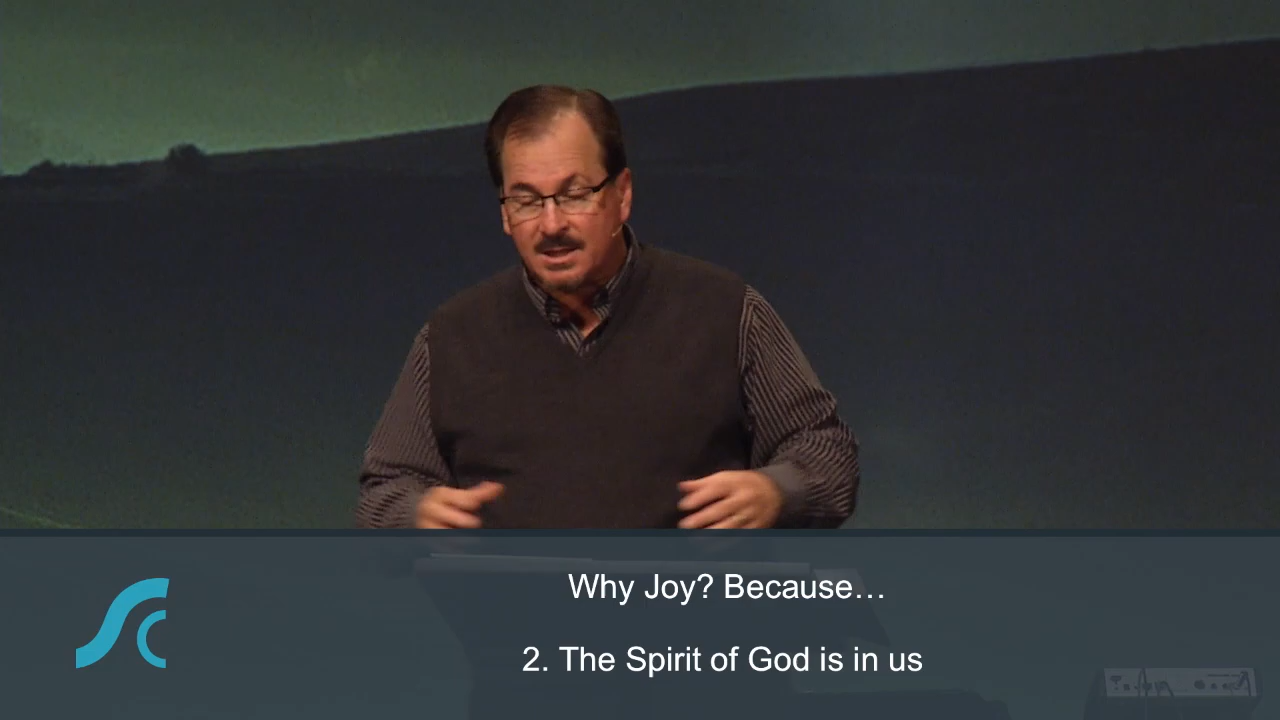 Why Joy? Because…
2. The Spirit of God is in us